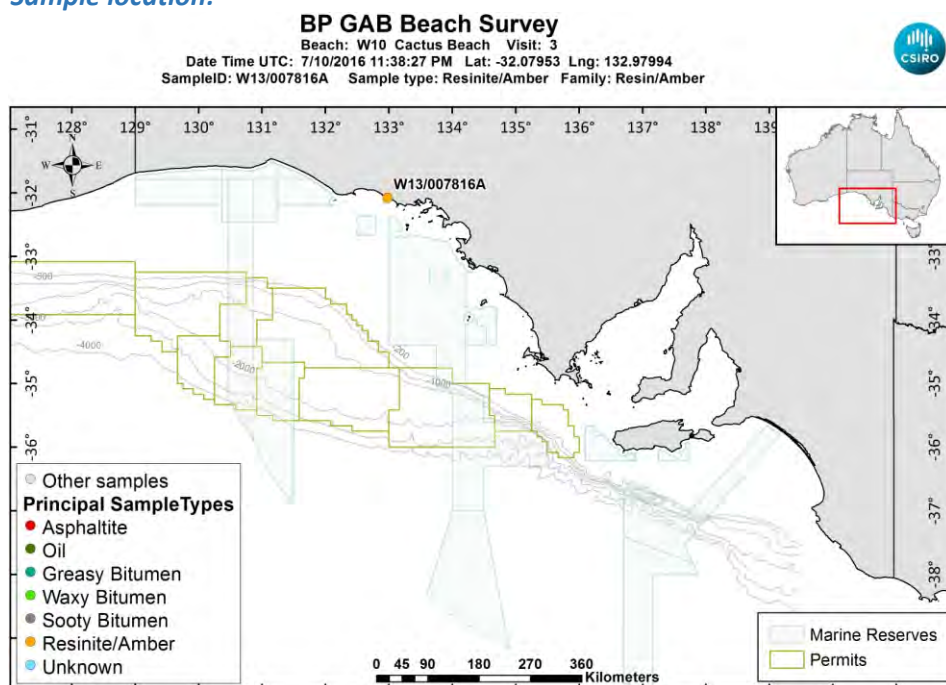 Sample location:
BP GAB Beach Survey
Beach: W10 Cactus Beach Visit: 3
Date Time UTC: 7/10/2016 11:38:27 PM Lat: -32.07953 Lng: 132.97994
SampleID: W13/007816A Sample type: Resinite/Amber Family: Resin/Amber
CSIRO
128° 129° 130° 131° 132° 133° 134° 135° 136° 137° 138° 139
-31° -31°
N
W E
S
W13/007816A
-32°
-33°
-34° -34°
-35° -35°
-36° -36°
-37°
-38°
-4000
-2000
-200
-1000
Other samples
Principal SampleTypes
Asphaltite
Oil
Greasy Bitumen
Waxy Bitumen
Sooty Bitumen
Resinite/Amber
Unknown
0 45 90 180 270 360
Kilometers
Marine Reserves
Permits